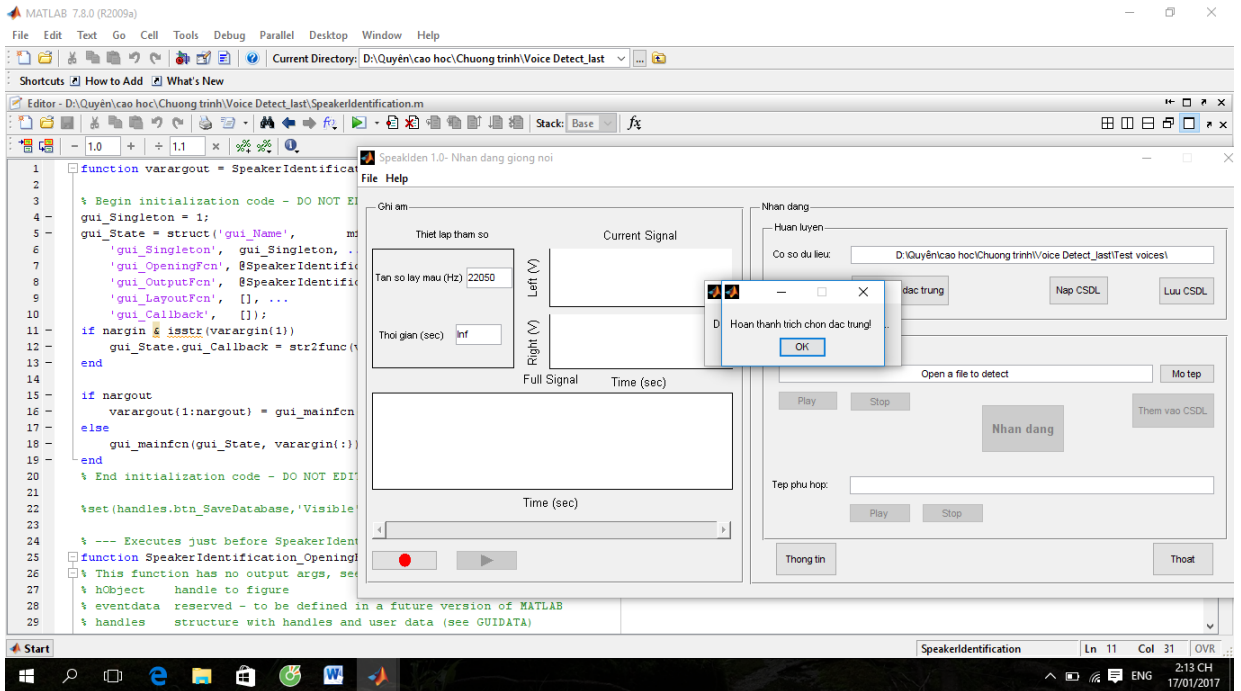 MATLAB 7.8.0 (R2009a)
File Edit Text Go Cell Tools Debug Parallel Desktop Window Help
Current Directory: D:\Quyên\cao hoc\Chuong trinh\Voice Detect_last
Shortcuts How to Add What's New
Editor - D:\Quyên\cao hoc\Chuong trinh\Voice Detect_last\SpeakerIdentification.m
Stack: Base fx
- 1.0 + ÷ 1.1 ×
1 function varargout = SpeakerIdentificat
2
3 % Begin initialization code - DO NOT E
4 - gui_Singleton = 1;
5 - gui_State = struct('gui_Name', m
6 'gui_Singleton', gui_Singleton, ..
7 'gui_OpeningFcn', @SpeakerIdentific
8 'gui_OutputFcn', @SpeakerIdentific
9 'gui_LayoutFcn', [], ...
10 'gui_Callback', []);
11 - if nargin & isstr(varargin{1})
12 - gui_State.gui_Callback = str2func(v
13 - end
14
15 - if nargout
16 - varargout{1:nargout} = gui_mainfcn
17 - else
18 - gui_mainfcn(gui_State, varargin{:})
19 - end
20 % End initialization code - DO NOT EDIT
21
22 %set(handles.btn_SaveDatabase,'Visible'
23
24 % --- Executes just before SpeakerIdent
25 function SpeakerIdentification_Opening
26 % This function has no output args, see
27 % hObject handle to figure
28 % eventdata reserved - to be defined in a future version of MATLAB
29 % handles structure with handles and user data (see GUIDATA)
SpeakIden 1.0- Nhan dang giong noi
File Help
Ghi am
Thiet lap tham so
Tan so lay mau (Hz) 22050
Thoi gian (sec) Inf
Current Signal
Left (V)
Right (V)
Full Signal Time (sec)
Time (sec)
Nhan dang
Huan luyen
Co so du lieu: D:\Quyên\cao hoc\Chuong trinh\Voice Detect_last\Test voices\
dac trung Nap CSDL Luu CSDL
D
Hoan thanh trich chon dac trung!
..
OK
Open a file to detect Mo tep
Play Stop
Nhan dang
Them vao CSDL
Tep phu hop:
Play Stop
Thong tin Thoat
Start SpeakerIdentification Ln 11 Col 31 OVR
ENG
2:13 CH
17/01/2017